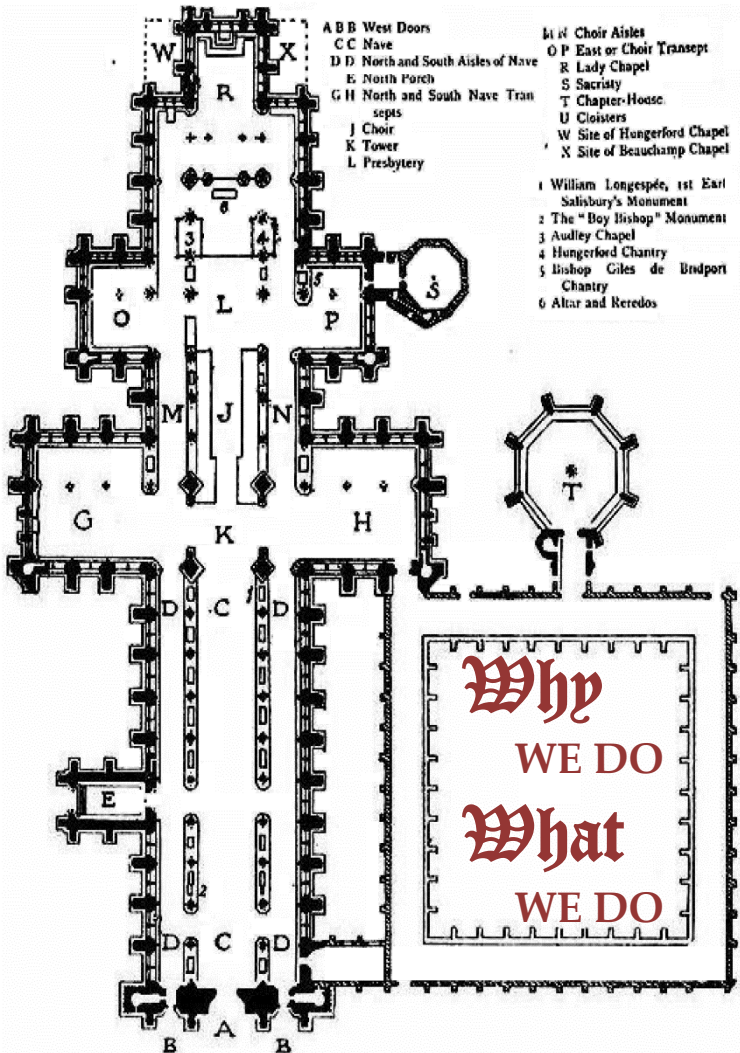 A B B West Doors
C C Nave
D D North and South Aisles of Nave
E North Porch
G H North and South Nave Tran
septs
J Choir
K Tower
L Presbytery
M N Choir Aisles
O P East or Choir Transept
R Lady Chapel
S Sacristy
T Chapter-House
U Cloisters
W Site of Hungerford Chapel
X Site of Beauchamp Chapel
1 William Longespée, 1st Earl
Salisbury's Monument
2 The "Boy Bishop" Monument
3 Audley Chapel
4 Hungerford Chantry
5 Bishop Giles de Bridport
Chantry
6 Altar and Reredos
W X
R
6
3 4
5
S
O L P
M J N
T
G K H
1
D C D
Why
WE DO
E
What
2
WE DO
D C D
A
B B